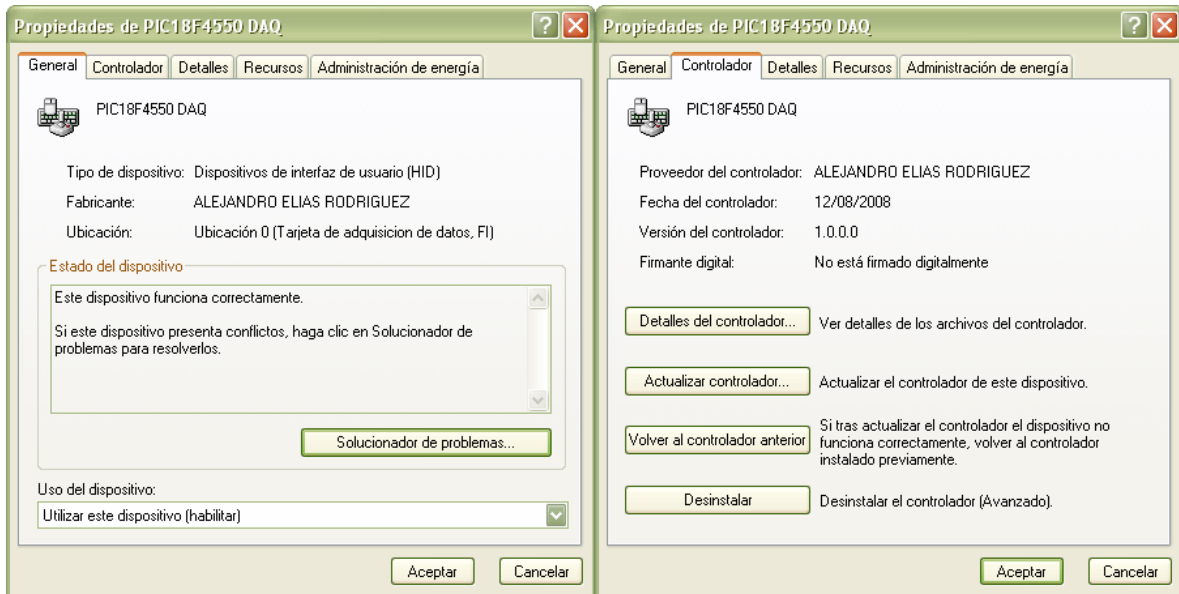 Propiedades de PIC18F4550 DAQ
General Controlador Detalles Recursos Administración de energía
PIC18F4550 DAQ
Tipo de dispositivo: Dispositivos de interfaz de usuario (HID)
Fabricante: ALEJANDRO ELIAS RODRIGUEZ
Ubicación: Ubicación 0 (Tarjeta de adquisicion de datos, FI)
Estado del dispositivo
Este dispositivo funciona correctamente.
Si este dispositivo presenta conflictos, haga clic en Solucionador de
problemas para resolverlos.
Solucionador de problemas...
Uso del dispositivo:
Utilizar este dispositivo (habilitar)
Aceptar Cancelar
Propiedades de PIC18F4550 DAQ
General Controlador Detalles Recursos Administración de energía
PIC18F4550 DAQ
Proveedor del controlador: ALEJANDRO ELIAS RODRIGUEZ
Fecha del controlador: 12/08/2008
Versión del controlador: 1.0.0.0
Firmante digital: No está firmado digitalmente
Detalles del controlador... Ver detalles de los archivos del controlador.
Actualizar controlador... Actualizar el controlador de este dispositivo.
Volver al controlador anterior Si tras actualizar el controlador el dispositivo no
funciona correctamente, volver al controlador
instalado previamente.
Desinstalar Desinstalar el controlador (Avanzado).
Aceptar Cancelar